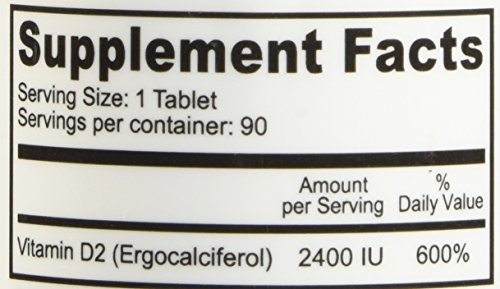 Supplement Facts
Serving Size: 1 Tablet
Servings per container: 90
Amount per Serving
% Daily Value
Vitamin D2 (Ergocalciferol) 2400 IU 600%